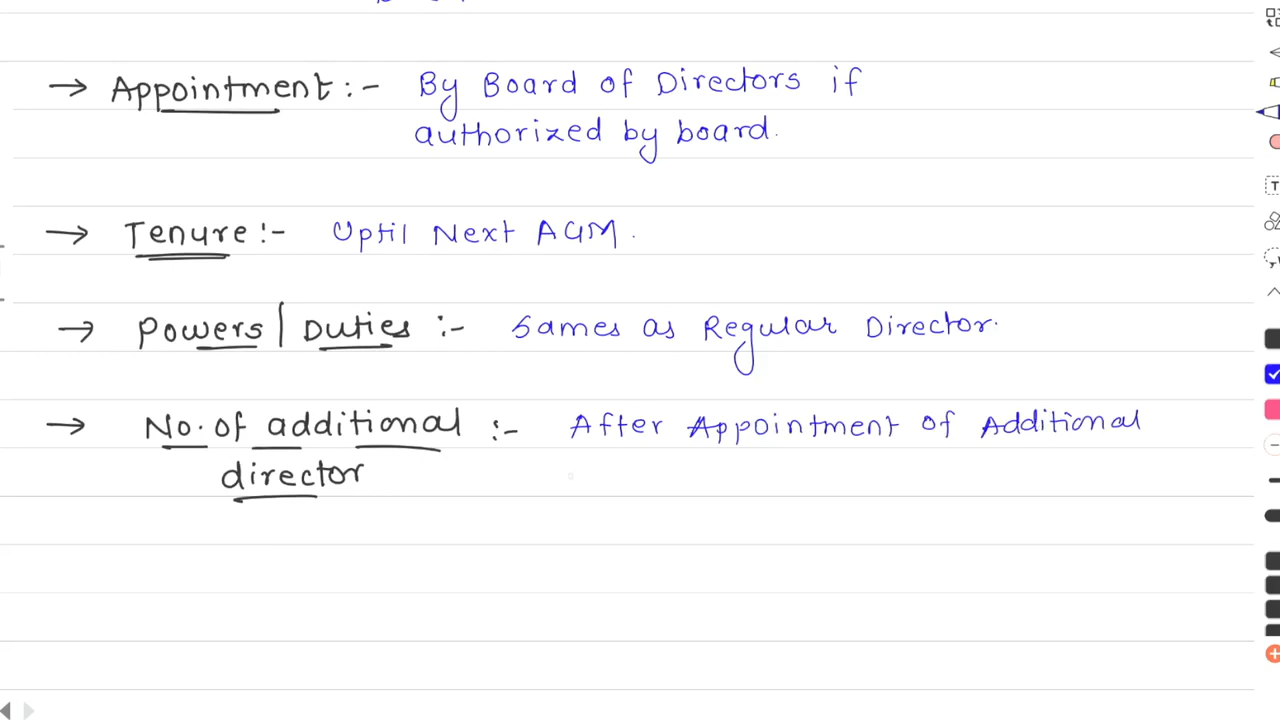 → Appointment :- By Board of Directors if
authorized by board.
→ Tenure :- Uptil Next AGM.
→ Powers | Duties :- Sames as Regular Director.
→ No. of additional :- After Appointment of Additional
director